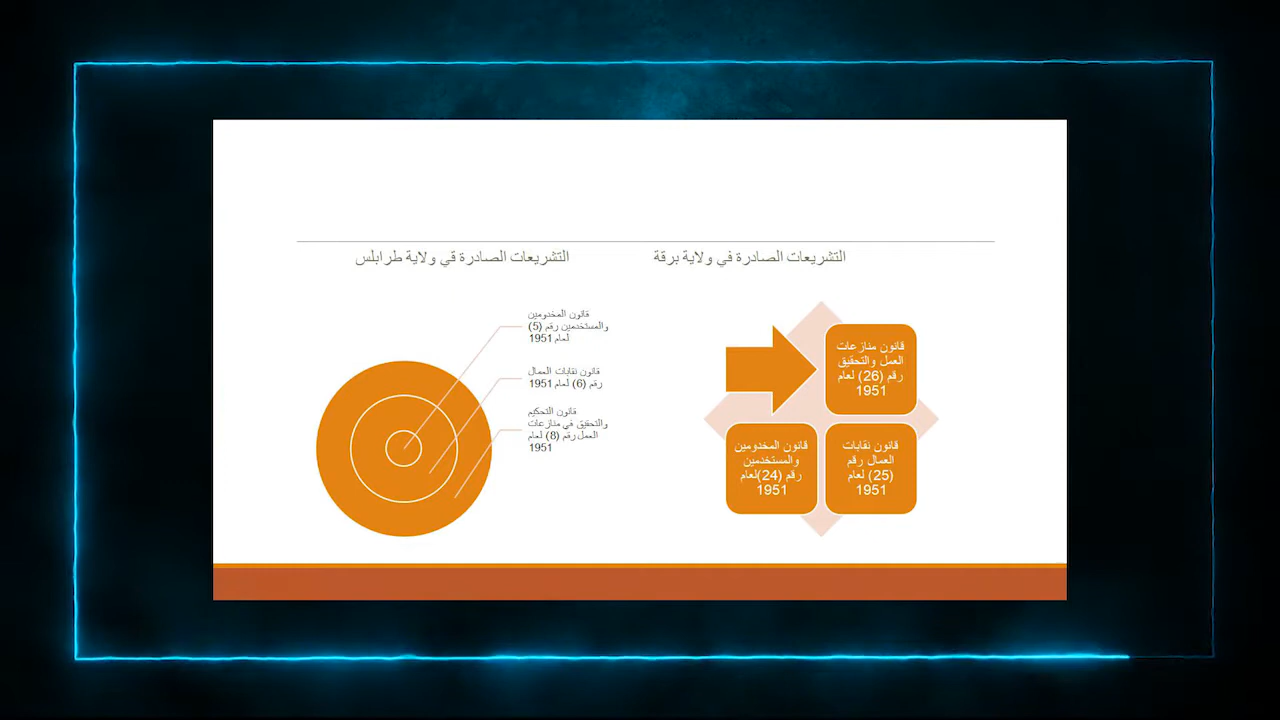 التشريعات الصادرة في ولاية برقة
قانون منازعات
العمل والتحقيق
رقم (26) لعام
1951
قانون نقابات
العمال رقم
(25) لعام
1951
قانون المخدومين
والمستخدمين
رقم (24)لعام
1951
التشريعات الصادرة قي ولاية طرابلس
قانون المخدومين
والمستخدمين رقم (5)
لعام 1951
قانون نقابات العمال
رقم (6) لعام 1951
قانون التحكيم
والتحقيق في منازعات
العمل رقم (8) لعام
1951